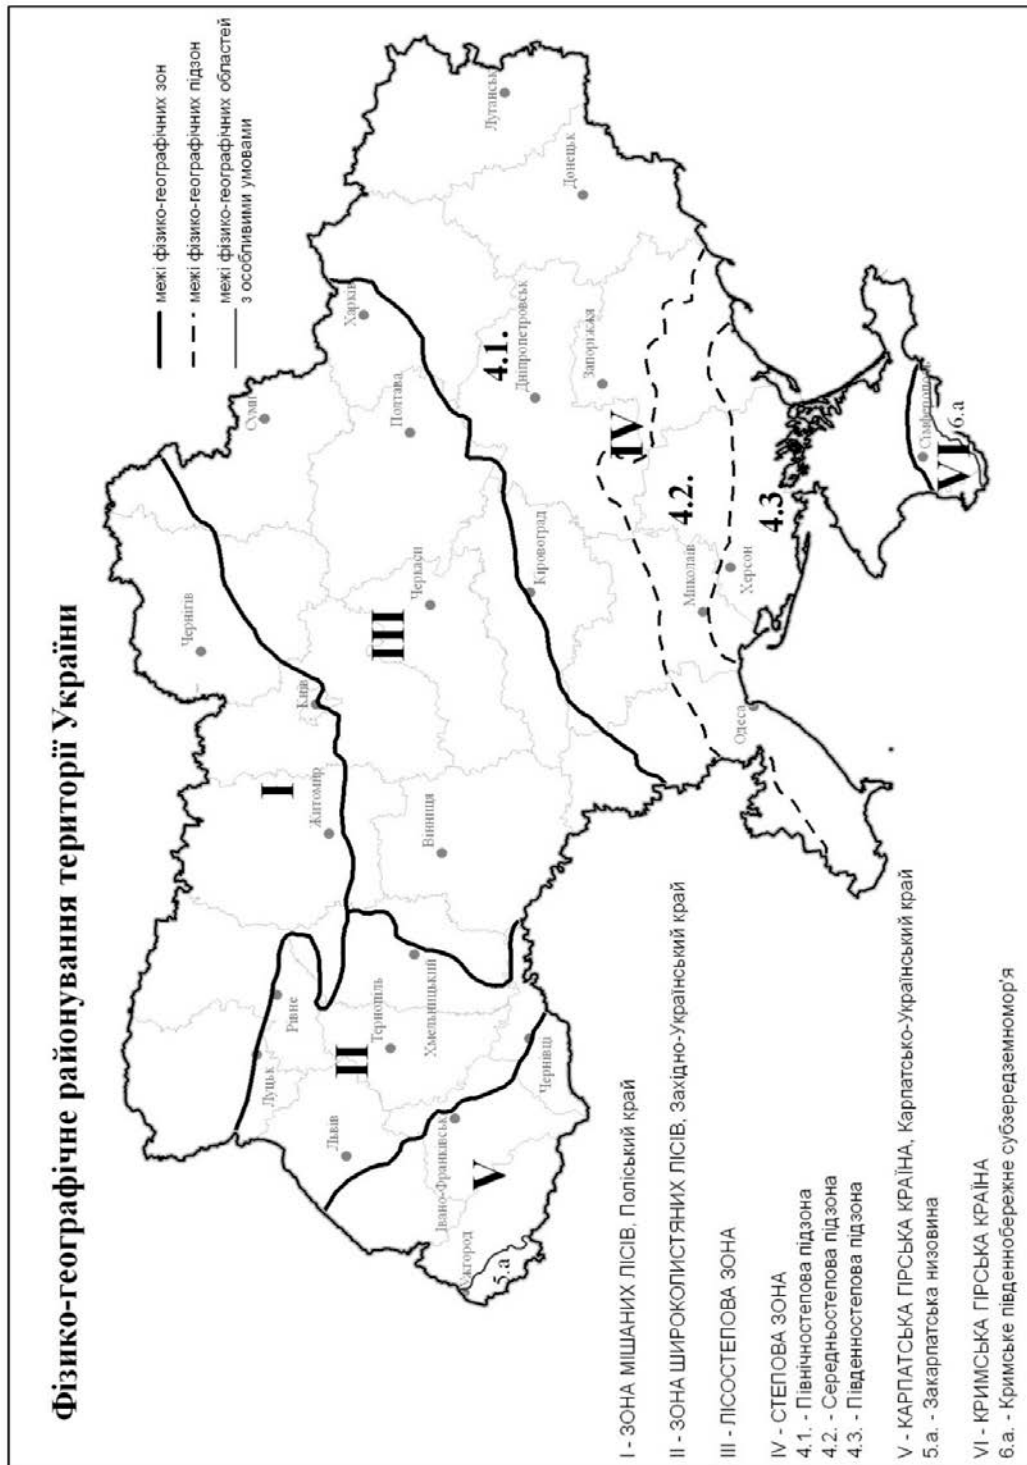 Фізико-географічне районування території України
межі фізико-географічних зон
межі фізико-географічних підзон
межі фізико-географічних областей
з особливими умовами
Чернігів
Суми
Луцьк
Рівне
Житомир
Київ
Харків
Луганськ
I
Львів
Тернопіль
Хмельницький
Вінниця
Черкаси
Полтава
II
III
Івано-Франківськ
Чернівці
Ужгород
V
5.a
Кіровоград
Дніпропетровськ
4.1.
Донецьк
Запоріжжя
IV
Миколаїв
4.2.
Херсон
4.3
Одеса
Сімферополь
VI
6.a
I - ЗОНА МІШАНИХ ЛІСІВ, Поліський край
II - ЗОНА ШИРОКОЛИСТЯНИХ ЛІСІВ, Західно-Український край
III - ЛІСОСТЕПОВА ЗОНА
IV - СТЕПОВА ЗОНА
4.1. - Північностепова підзона
4.2. - Середньостепова підзона
4.3. - Південностепова підзона
V - КАРПАТСЬКА ГІРСЬКА КРАЇНА, Карпатсько-Український край
5.a. - Закарпатська низовина
VI - КРИМСЬКА ГІРСЬКА КРАЇНА
6.a. - Кримське південнобережне субзередземномор'я